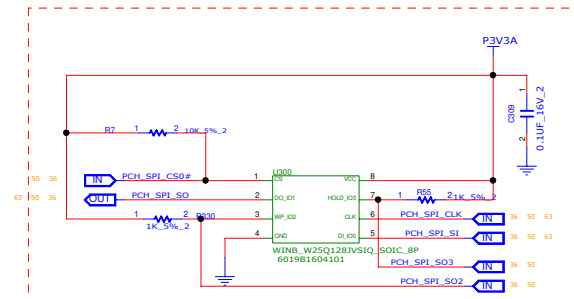 P3V3A
1
C309
0.1UF_16V_2
2
R7 1 2 10K_5%_2
U300
50 36 IN PCH_SPI_CS0# 1 CS VCC 8
63 50 36 OUT PCH_SPI_SO 2 DO_IO1 HOLD_IO3 7 1 R55 2 1K_5%_2
1 2 R330 3 WP_IO2 CLK 6 PCH_SPI_CLK IN 36 50 63
1K_5%_2
4 GND DI_IO0 5 PCH_SPI_SI IN 36 50 63
WINB_W25Q128JVSIQ_SOIC_8P
6019B1604101
PCH_SPI_SO3 IN 36 50
PCH_SPI_SO2 IN 36 50